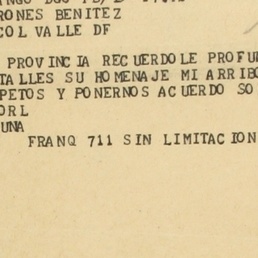 RONES BENITEZ
COL VALLE DF
PROVINCIA RECUERDOLE PROFU
TALLES SU HOMENAJE MI ARRIBO
PETOS Y PONERNOS ACUERDO SO
ORL
UNA
FRANQ 711 SIN LIMITACION